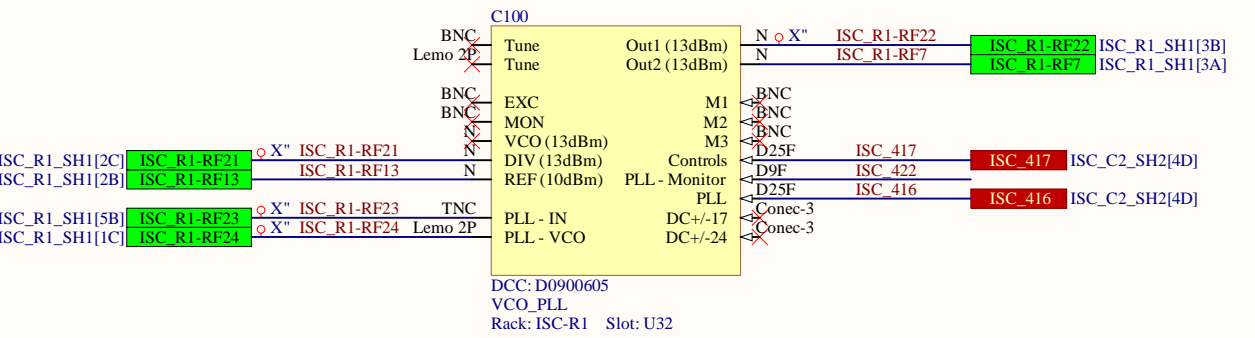 C100
BNC Tune Out1 (13dBm) N X" ISC_R1-RF22 ISC_R1-RF22 ISC_R1_SH1[3B]
Lemo 2P Tune Out2 (13dBm) N ISC_R1-RF7 ISC_R1-RF7 ISC_R1_SH1[3A]
BNC EXC M1 BNC
BNC MON M2 BNC
N VCO (13dBm) M3 BNC
ISC_R1_SH1[2C] ISC_R1-RF21 X" ISC_R1-RF21 N DIV (13dBm) Controls D25F ISC_417 ISC_417 ISC_C2_SH2[4D]
ISC_R1_SH1[2B] ISC_R1-RF13 ISC_R1-RF13 N REF (10dBm) PLL - Monitor D9F ISC_422
PLL D25F ISC_416 ISC_416 ISC_C2_SH2[4D]
ISC_R1_SH1[5B] ISC_R1-RF23 X" ISC_R1-RF23 TNC PLL - IN DC+/-17 Conec-3
ISC_R1_SH1[1C] ISC_R1-RF24 X" ISC_R1-RF24 Lemo 2P PLL - VCO DC+/-24 Conec-3
DCC: D0900605
VCO_PLL
Rack: ISC-R1 Slot: U32